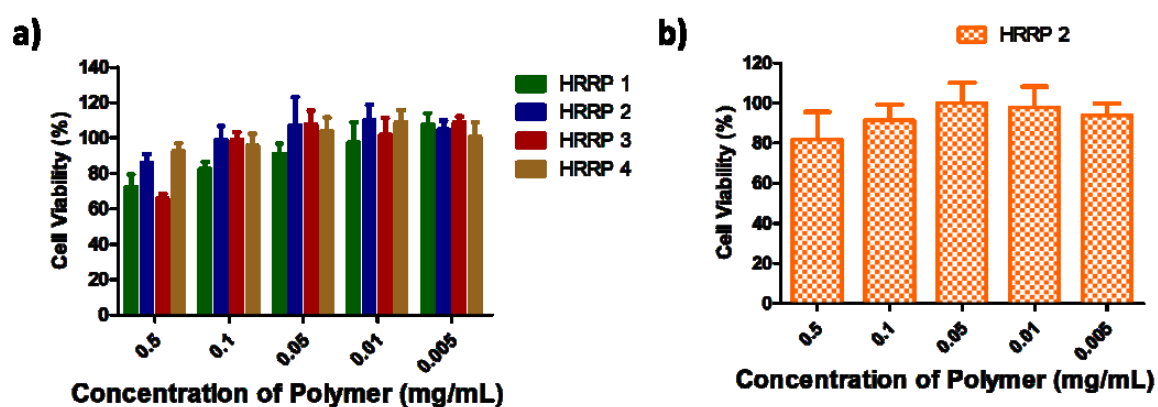 a)
140
120
100
80
60
40
20
0
Cell Viability (%)
0.5
0.1
0.05
0.01
0.005
Concentration of Polymer (mg/mL)
HRRP 1
HRRP 2
HRRP 3
HRRP 4
b)
HRRP 2
120
100
80
60
40
20
0
Cell Viability (%)
0.5
0.1
0.05
0.01
0.005
Concentration of Polymer (mg/mL)